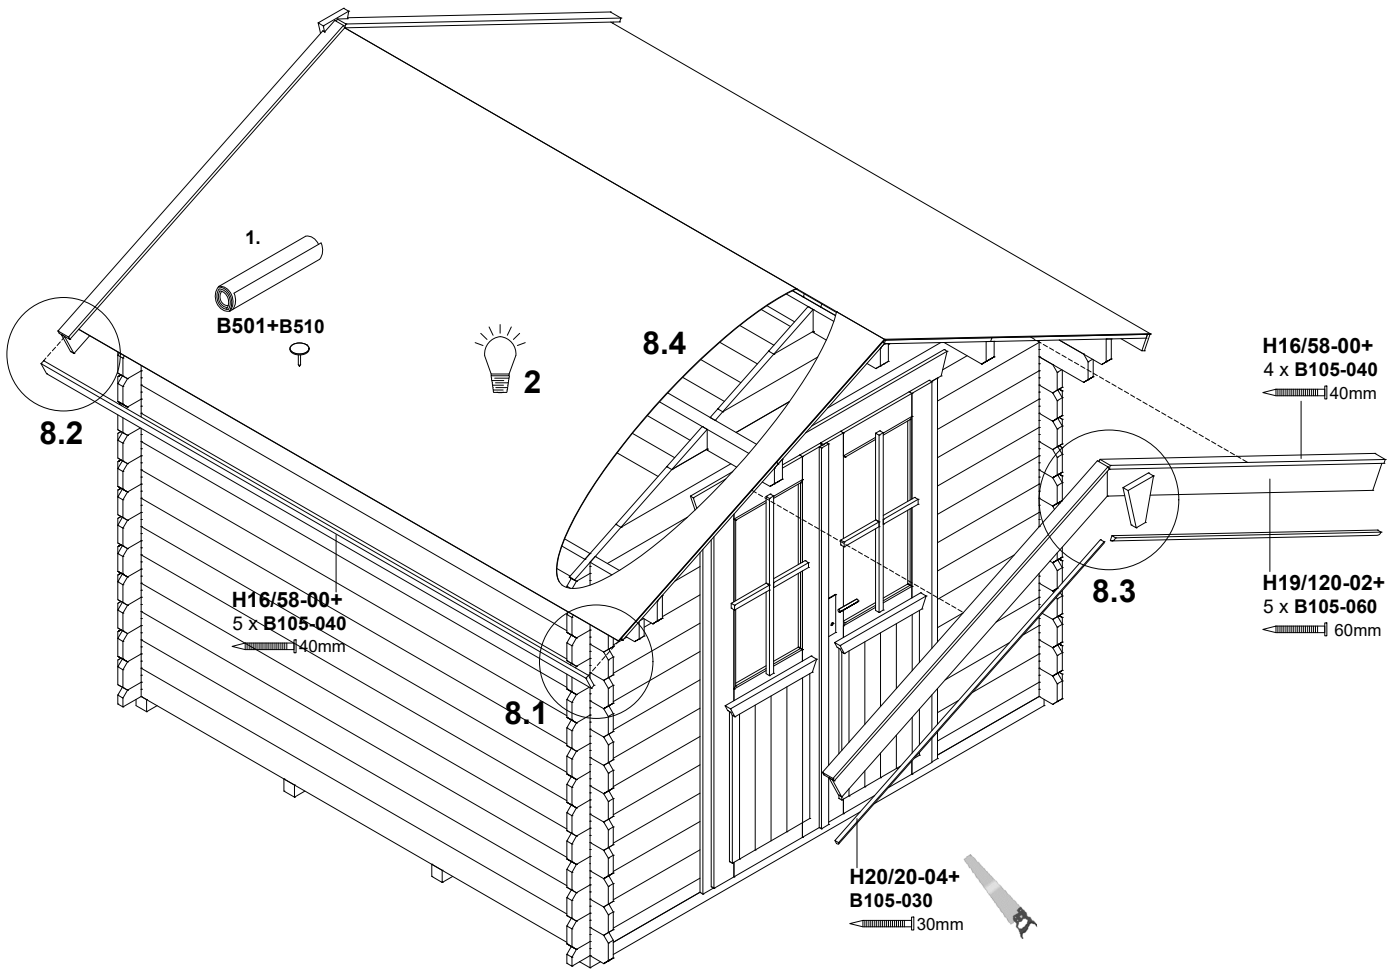 1.
B501+B510
2
8.4
8.2
H16/58-00+
4 x B105-040
40mm
8.3
H19/120-02+
5 x B105-060
60mm
H16/58-00+
5 x B105-040
40mm
8.1
H20/20-04+
B105-030
30mm